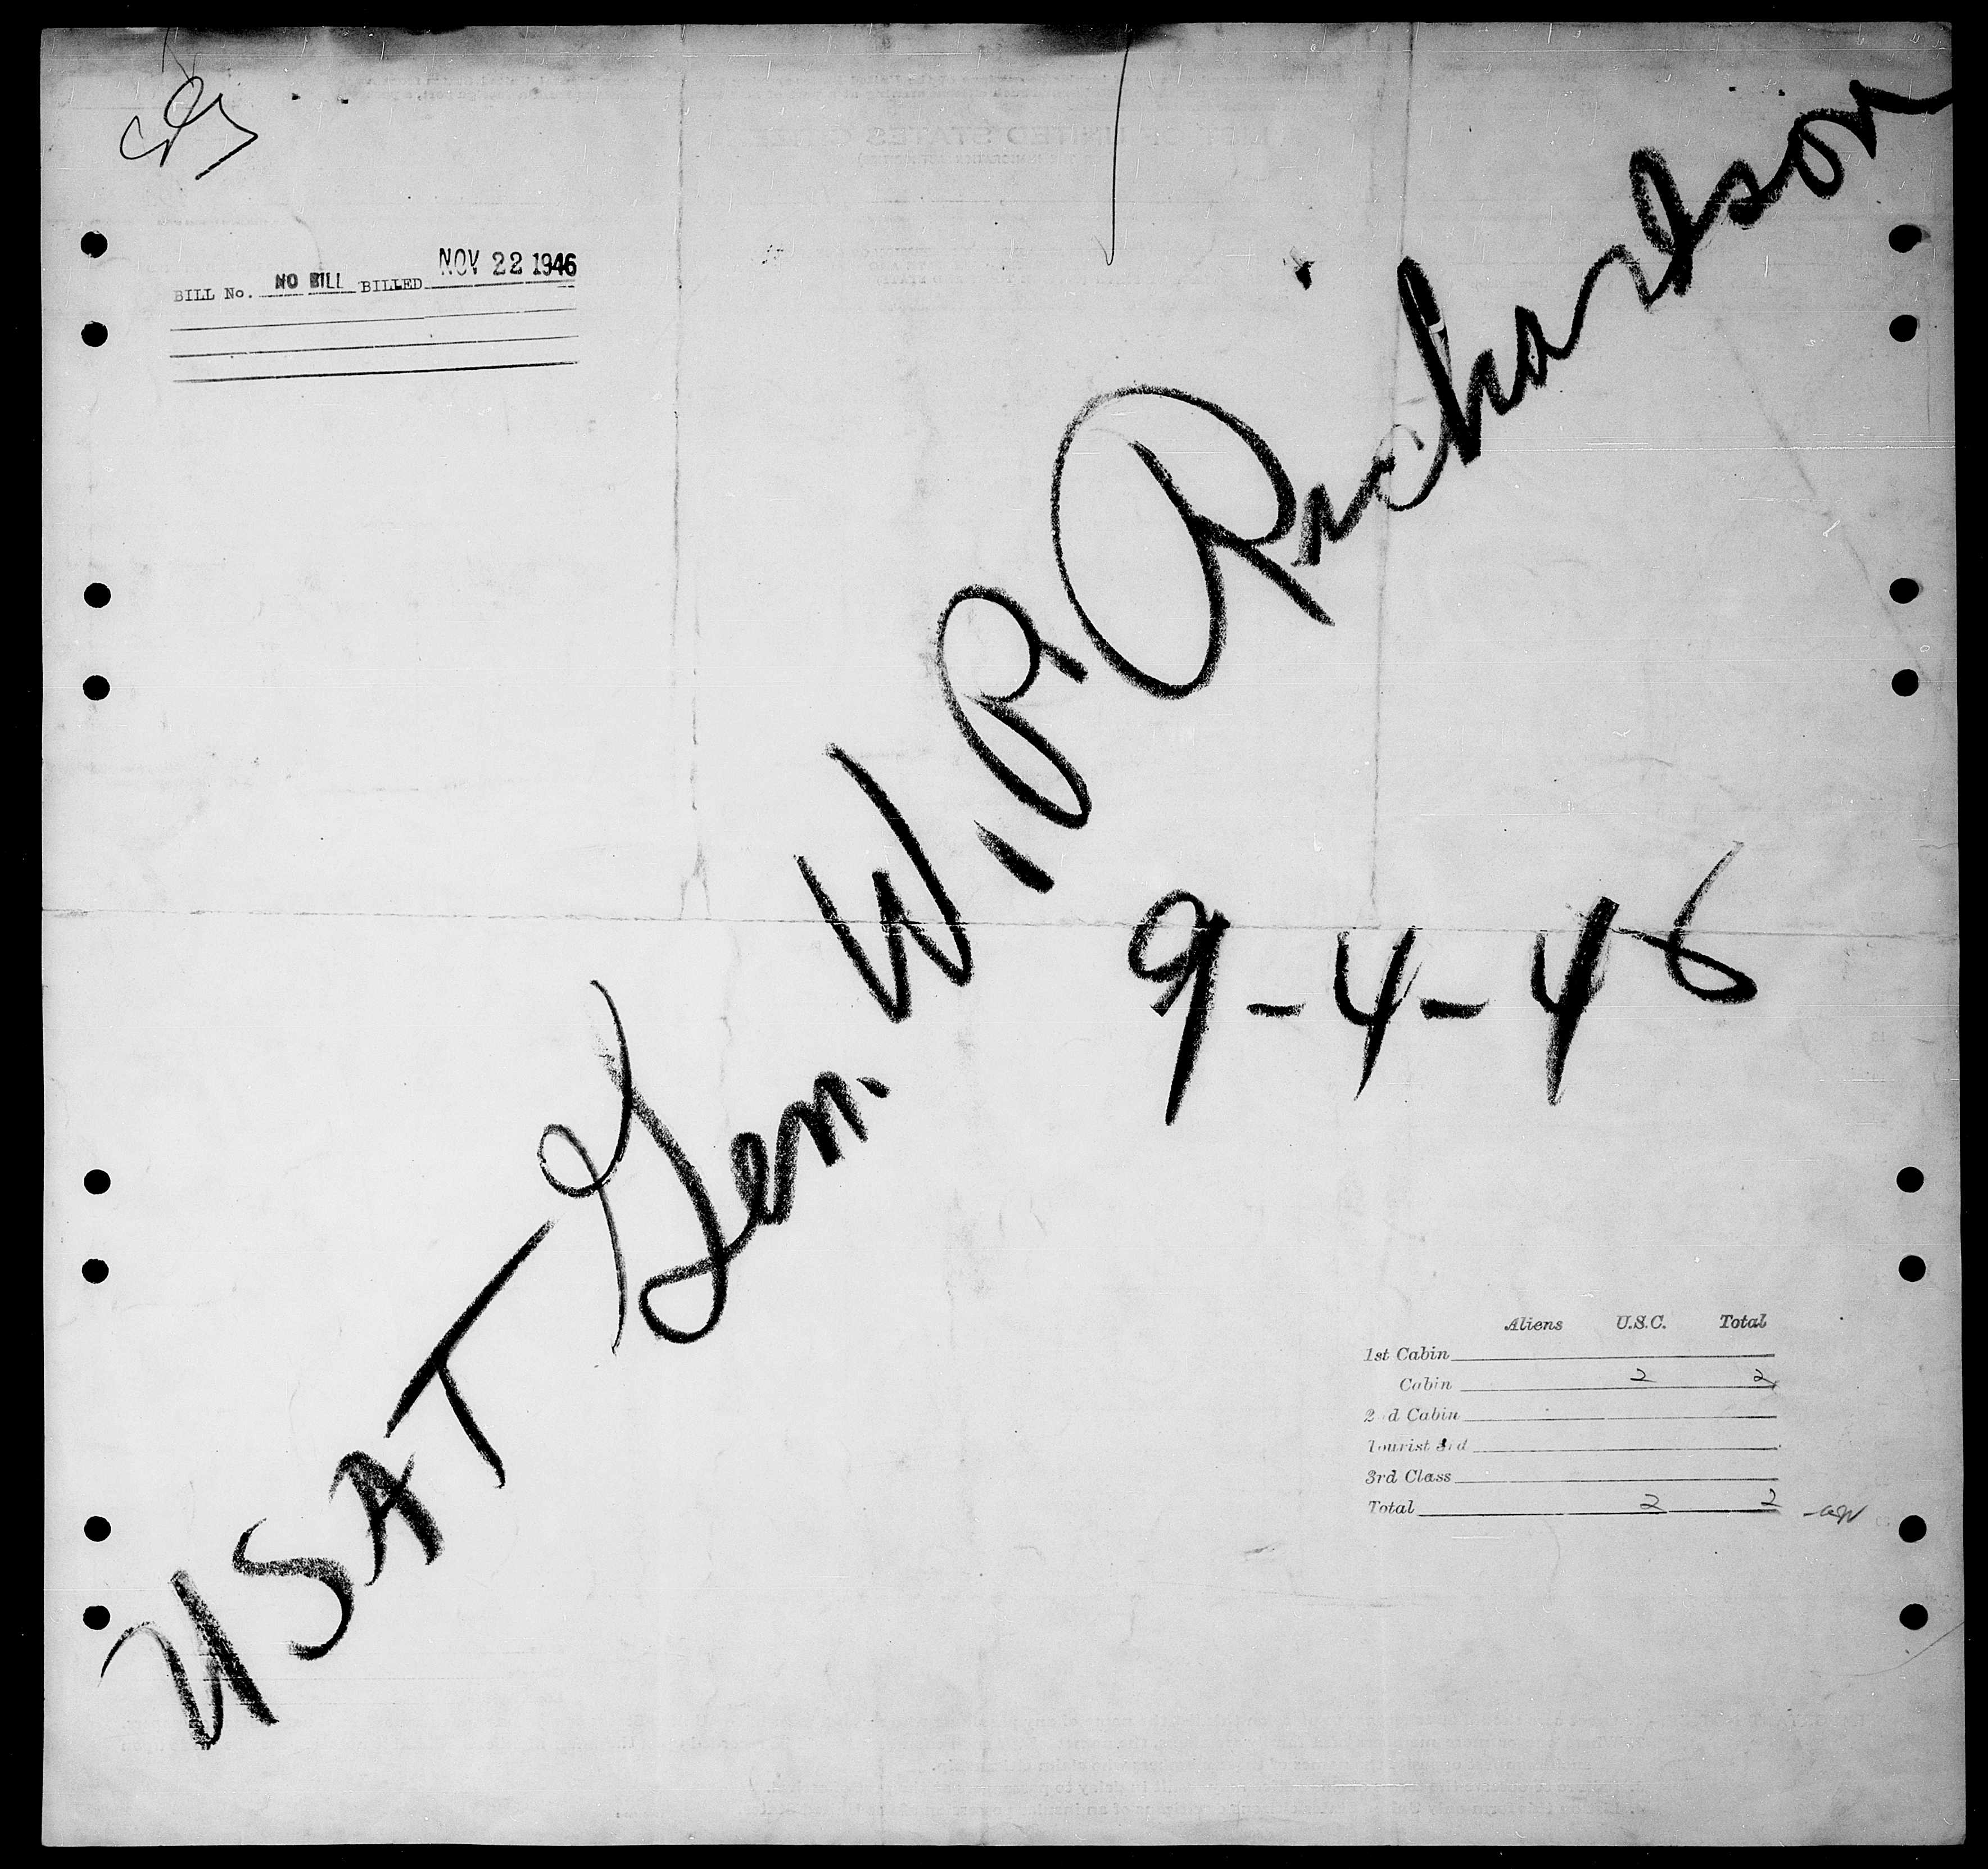 BILL No. NO BILL BILLED NOV 22 1946
USAT Gen. W.P. Richardson
9-4-46
Aliens U.S.C. Total
1st Cabin
Cabin 2 2
2 d Cabin
Tourist 3rd
3rd Class
Total 2 2